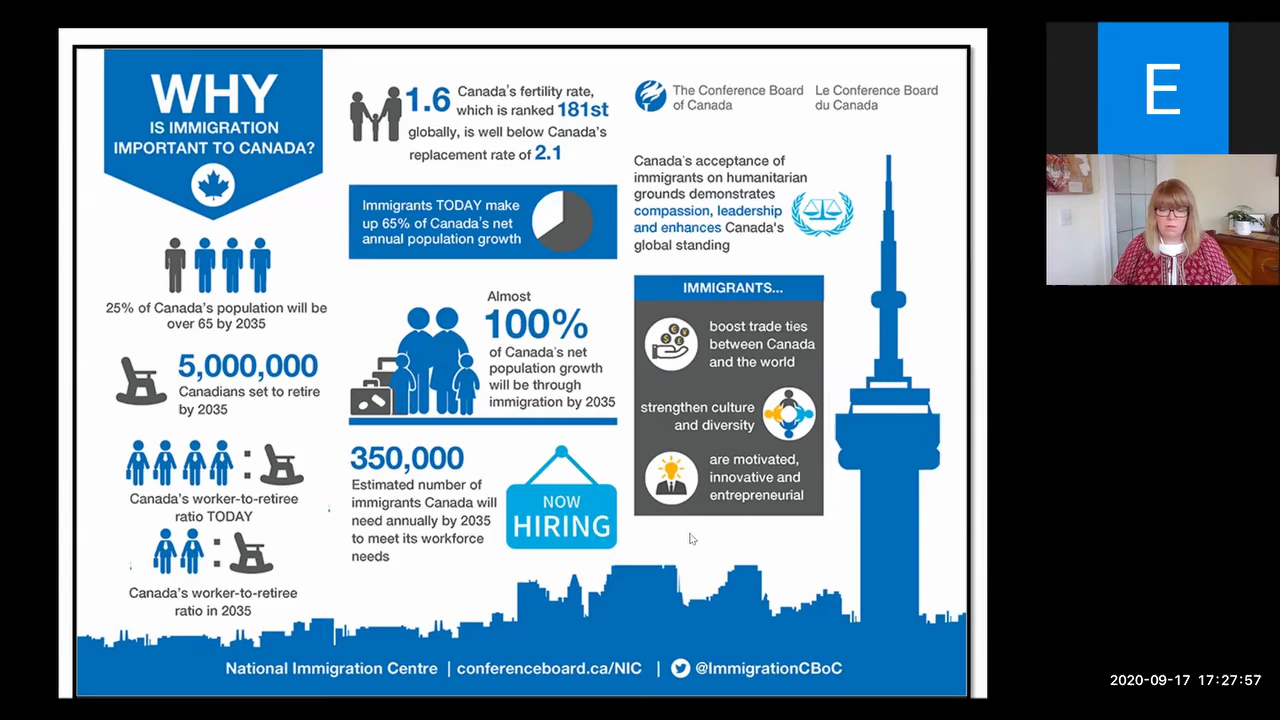 WHY
IS IMMIGRATION
IMPORTANT TO CANADA?
25% of Canada's population will be
over 65 by 2035
5,000,000
Canadians set to retire
by 2035
Canada's worker-to-retiree
ratio TODAY
Canada's worker-to-retiree
ratio in 2035
1.6 Canada's fertility rate,
which is ranked 181st
globally, is well below Canada's
replacement rate of 2.1
Immigrants TODAY make
up 65% of Canada's net
annual population growth
Almost
100%
of Canada's net
population growth
will be through
immigration by 2035
350,000
Estimated number of
immigrants Canada will
need annually by 2035
to meet its workforce
needs
NOW
HIRING
The Conference Board
of Canada
Le Conference Board
du Canada
Canada's acceptance of
immigrants on humanitarian
grounds demonstrates
compassion, leadership
and enhances Canada's
global standing
IMMIGRANTS...
boost trade ties
between Canada
and the world
strengthen culture
and diversity
are motivated,
innovative and
entrepreneurial
National Immigration Centre | conferenceboard.ca/NIC | @ImmigrationCBoC
E
2020-09-17 17:27:57